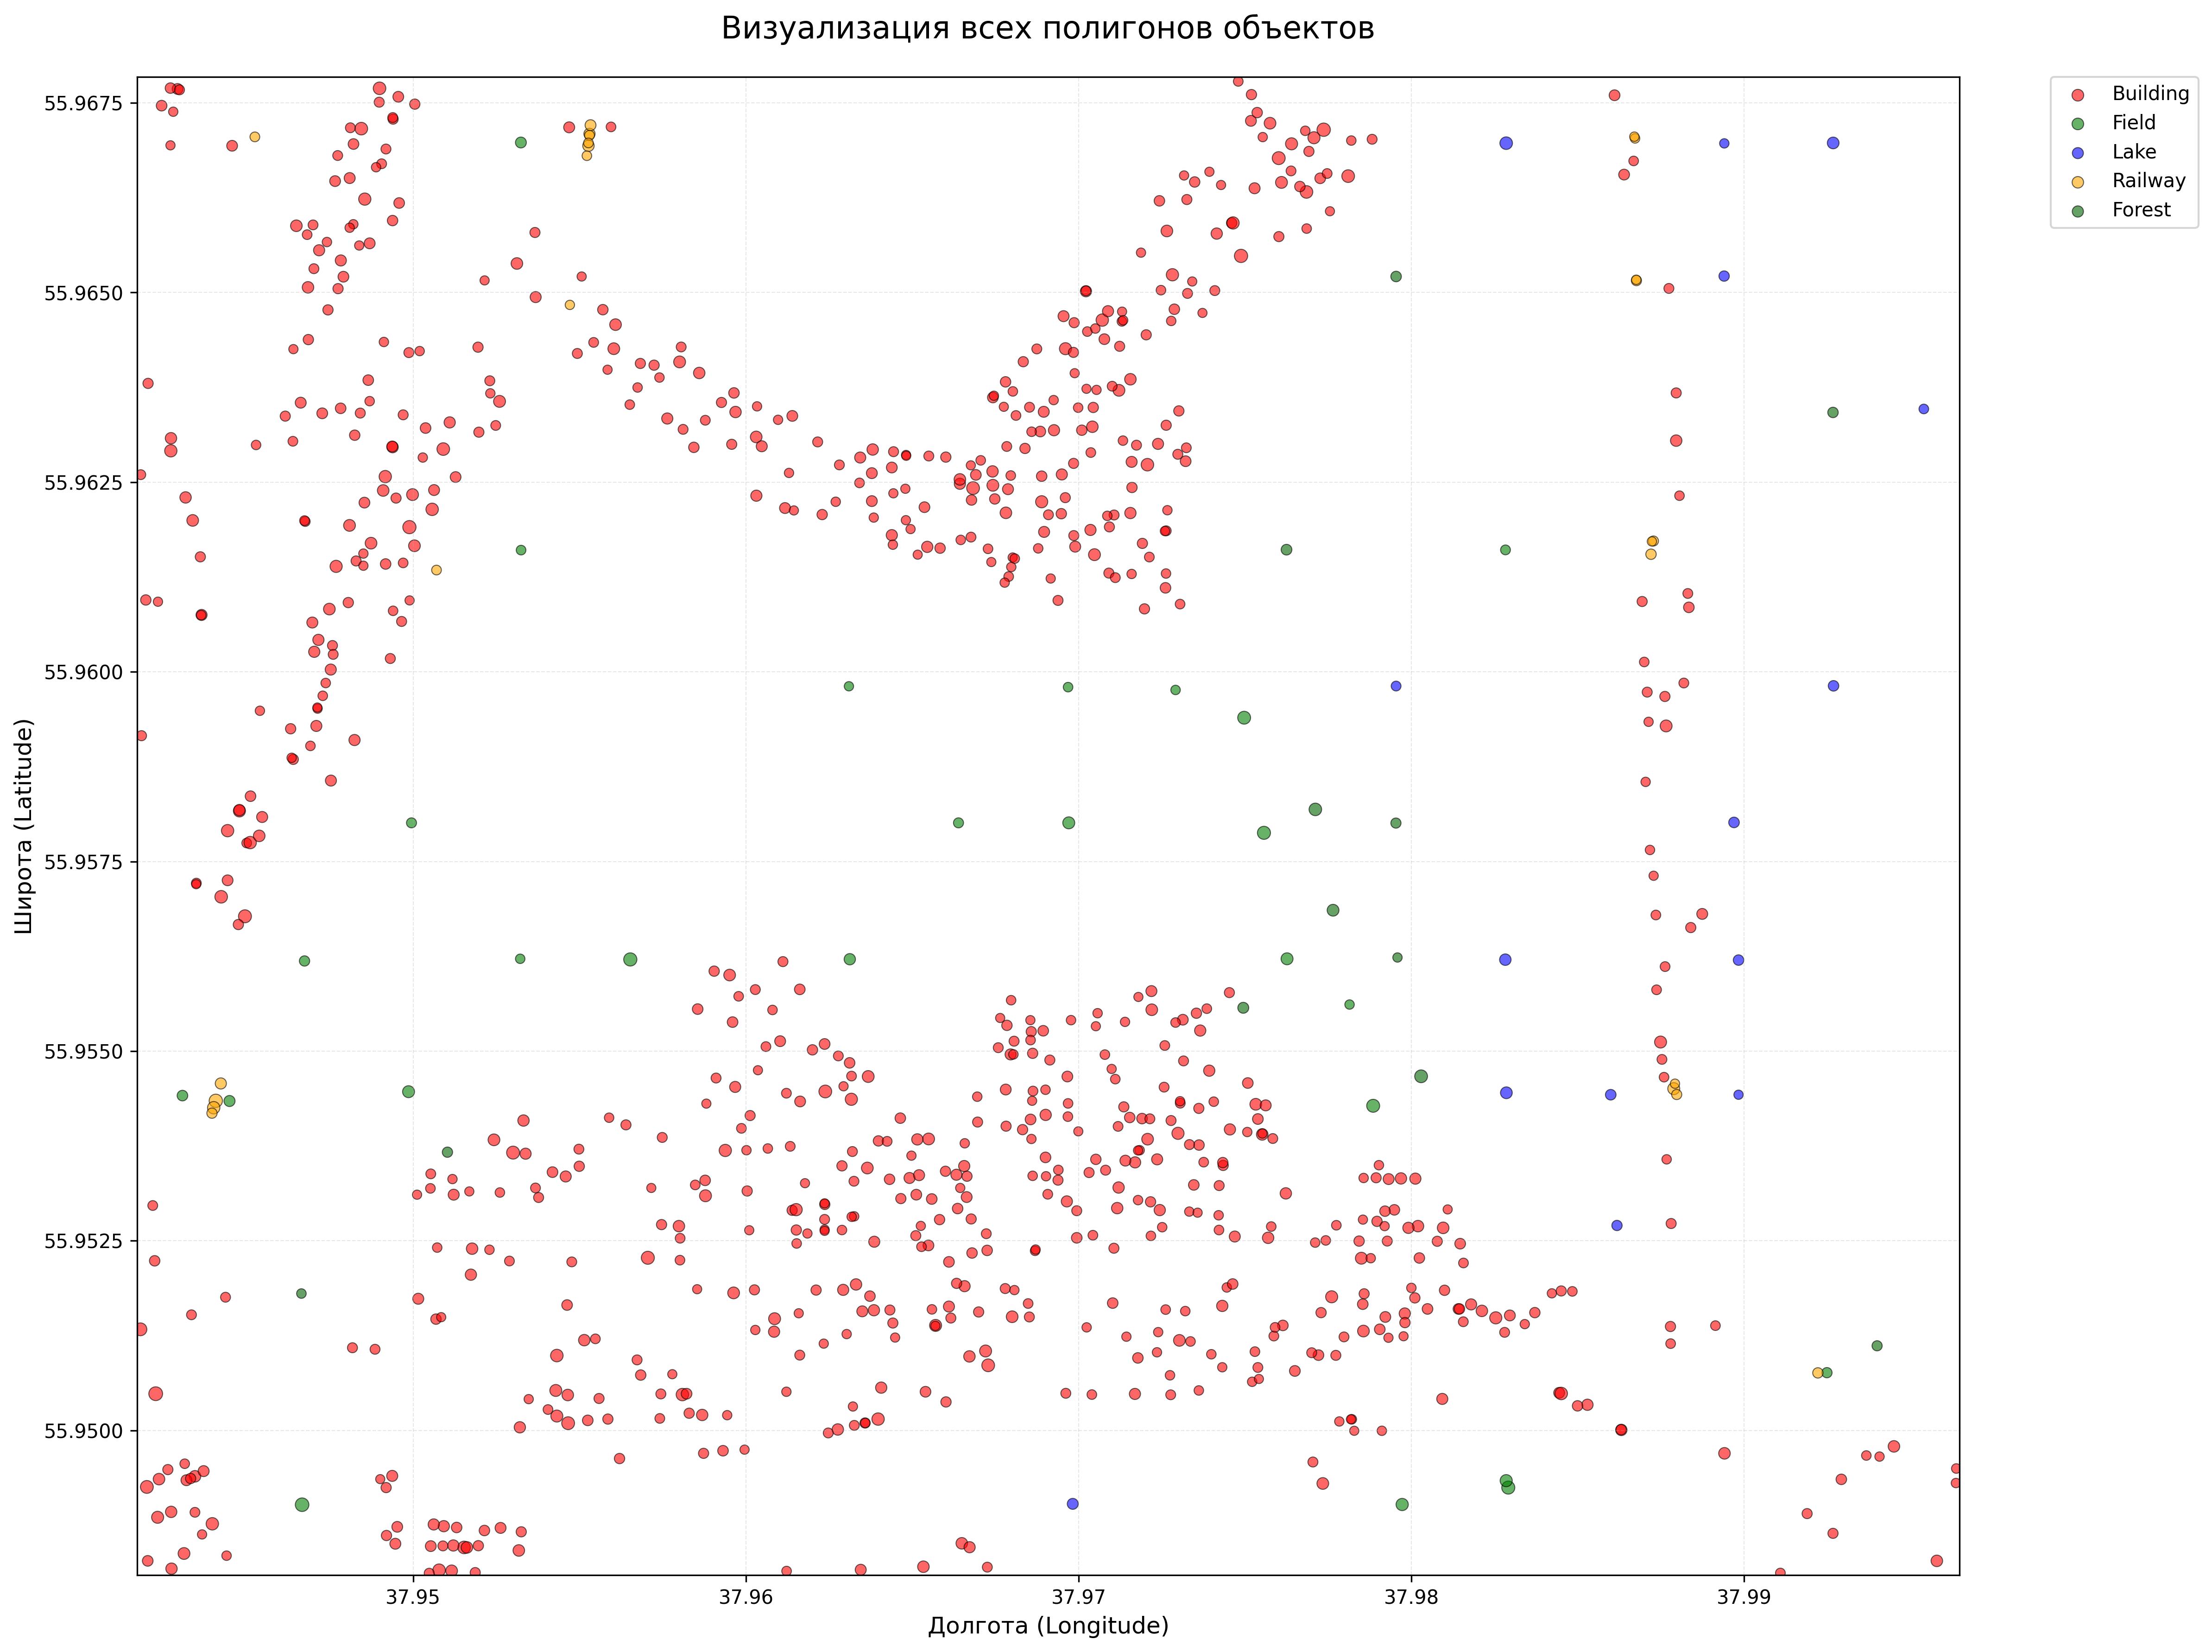 Визуализация всех полигонов объектов
Building
Field
Lake
Railway
Forest
55.9675
55.9650
55.9625
55.9600
55.9575
55.9550
55.9525
55.9500
Широта (Latitude)
37.95
37.96
37.97
37.98
37.99
Долгота (Longitude)